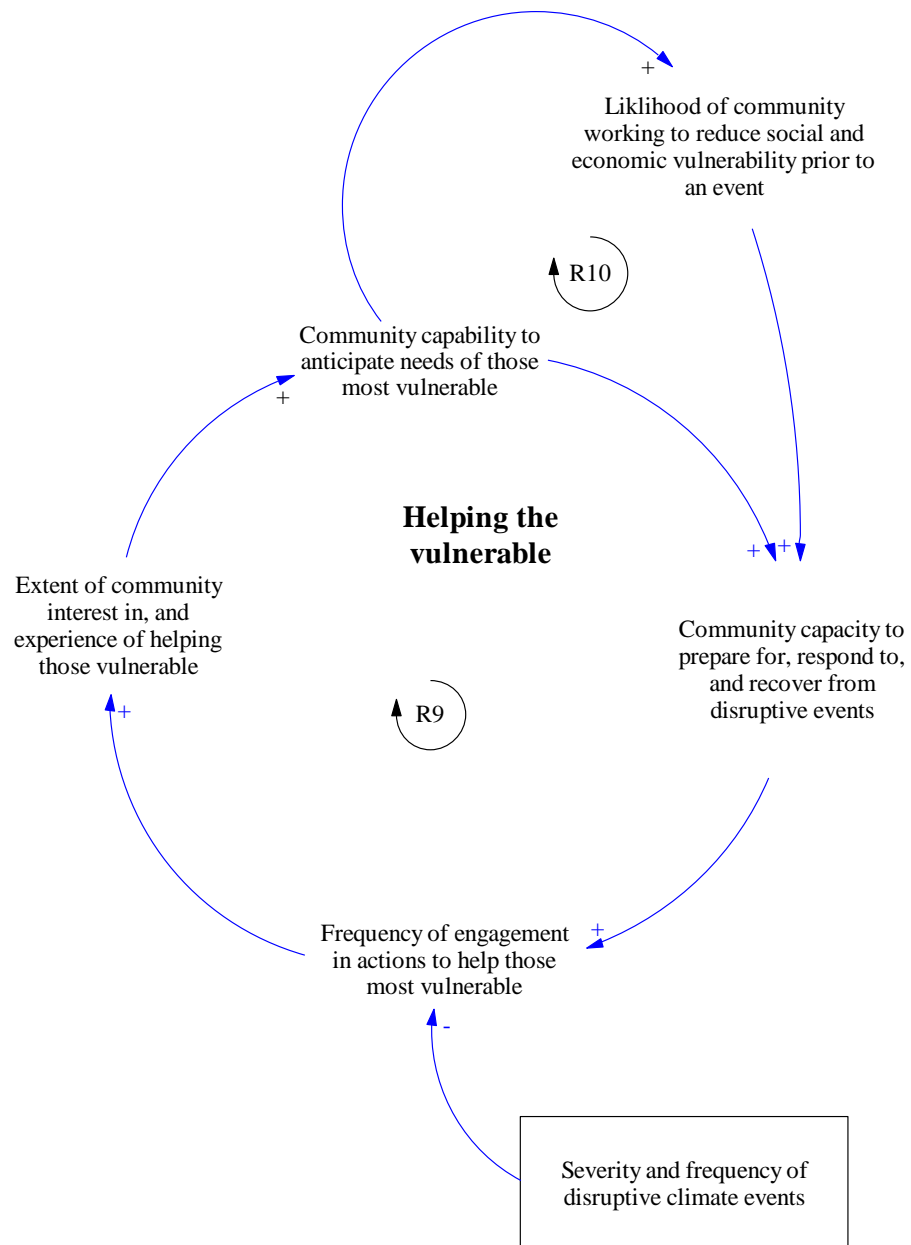 +
Liklihood of community
working to reduce social and
economic vulnerability prior to
an event
R10
Community capability to
anticipate needs of those
most vulnerable
+
Helping the
vulnerable
+
+
Extent of community
interest in, and
experience of helping
those vulnerable
Community capacity to
prepare for, respond to,
and recover from
disruptive events
+
R9
+
Frequency of engagement
in actions to help those
most vulnerable
-
Severity and frequency of
disruptive climate events